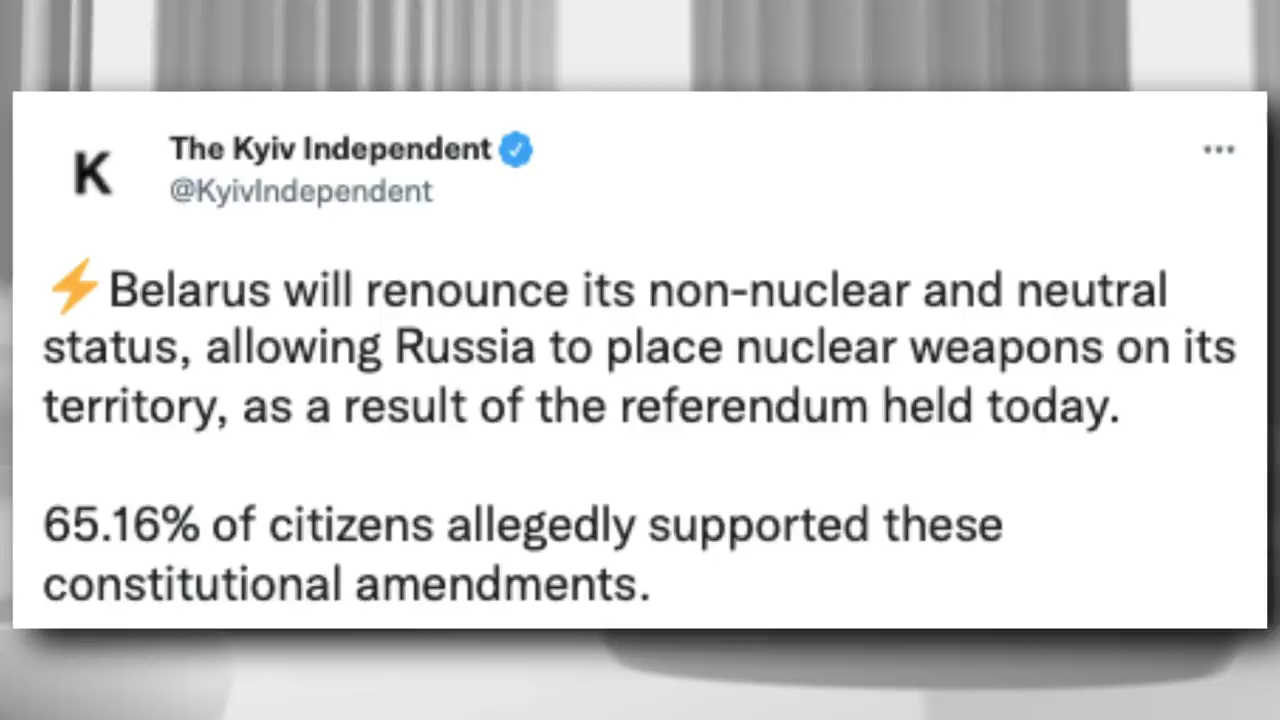 K
The Kyiv Independent
@KyivIndependent
⚡Belarus will renounce its non-nuclear and neutral
status, allowing Russia to place nuclear weapons on its
territory, as a result of the referendum held today.
65.16% of citizens allegedly supported these
constitutional amendments.